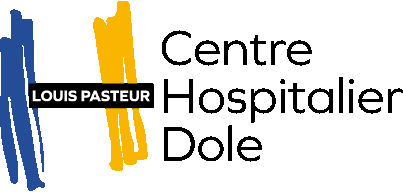 LOUIS PASTEUR
Centre
Hospitalier
Dole